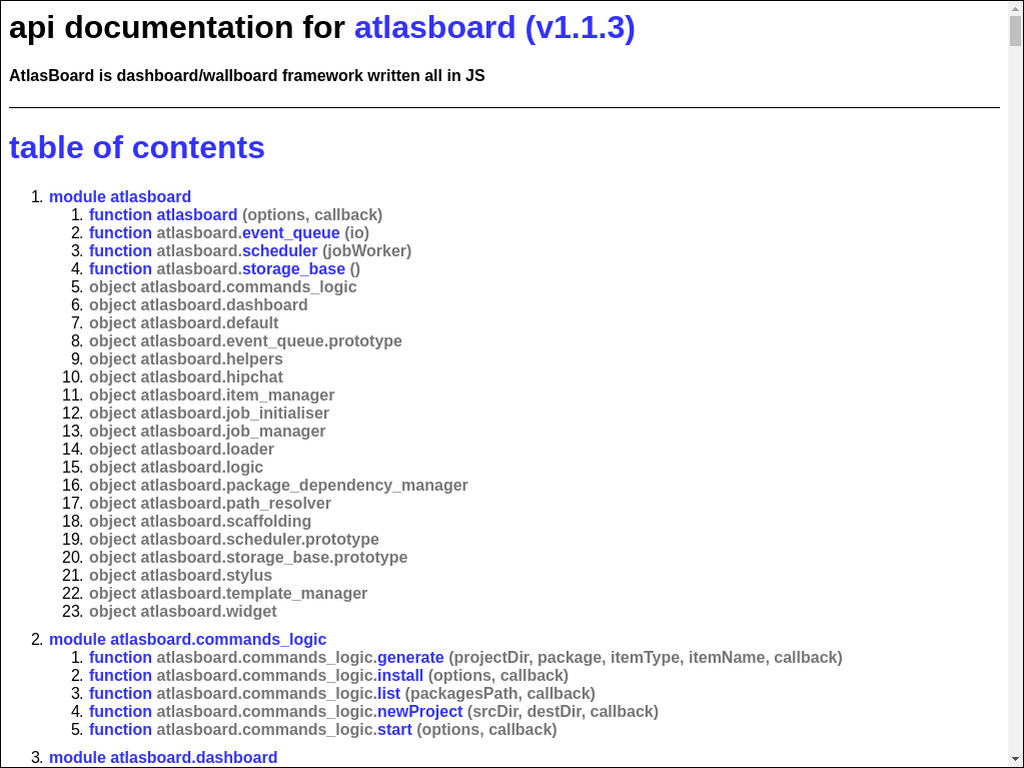 api documentation for atlasboard (v1.1.3)
AtlasBoard is dashboard/wallboard framework written all in JS
table of contents
1. module atlasboard
1. function atlasboard (options, callback)
2. function atlasboard.event_queue (io)
3. function atlasboard.scheduler (jobWorker)
4. function atlasboard.storage_base ()
5. object atlasboard.commands_logic
6. object atlasboard.dashboard
7. object atlasboard.default
8. object atlasboard.event_queue.prototype
9. object atlasboard.helpers
10. object atlasboard.hipchat
11. object atlasboard.item_manager
12. object atlasboard.job_initialiser
13. object atlasboard.job_manager
14. object atlasboard.loader
15. object atlasboard.logic
16. object atlasboard.package_dependency_manager
17. object atlasboard.path_resolver
18. object atlasboard.scaffolding
19. object atlasboard.scheduler.prototype
20. object atlasboard.storage_base.prototype
21. object atlasboard.stylus
22. object atlasboard.template_manager
23. object atlasboard.widget
2. module atlasboard.commands_logic
1. function atlasboard.commands_logic.generate (projectDir, package, itemType, itemName, callback)
2. function atlasboard.commands_logic.install (options, callback)
3. function atlasboard.commands_logic.list (packagesPath, callback)
4. function atlasboard.commands_logic.newProject (srcDir, destDir, callback)
5. function atlasboard.commands_logic.start (options, callback)
3. module atlasboard.dashboard